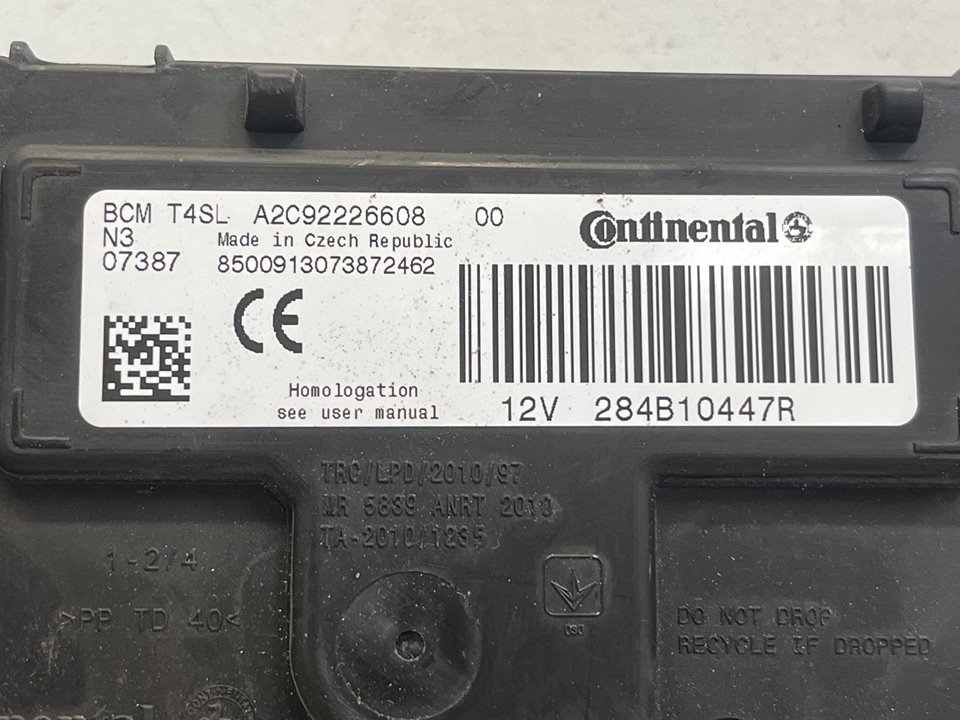 BCM T4SL A2C92226608 00
Continental
N3 Made in Czech Republic
07387 8500913073872462
CE
Homologation
see user manual
12V 284B10447R
TRC/LPD/2010/97
MR 5839 ANRT 2010
TA-2010/1235
1-2/4
>PP TD 40<
DO NOT DROP
RECYCLE IF DROPPED